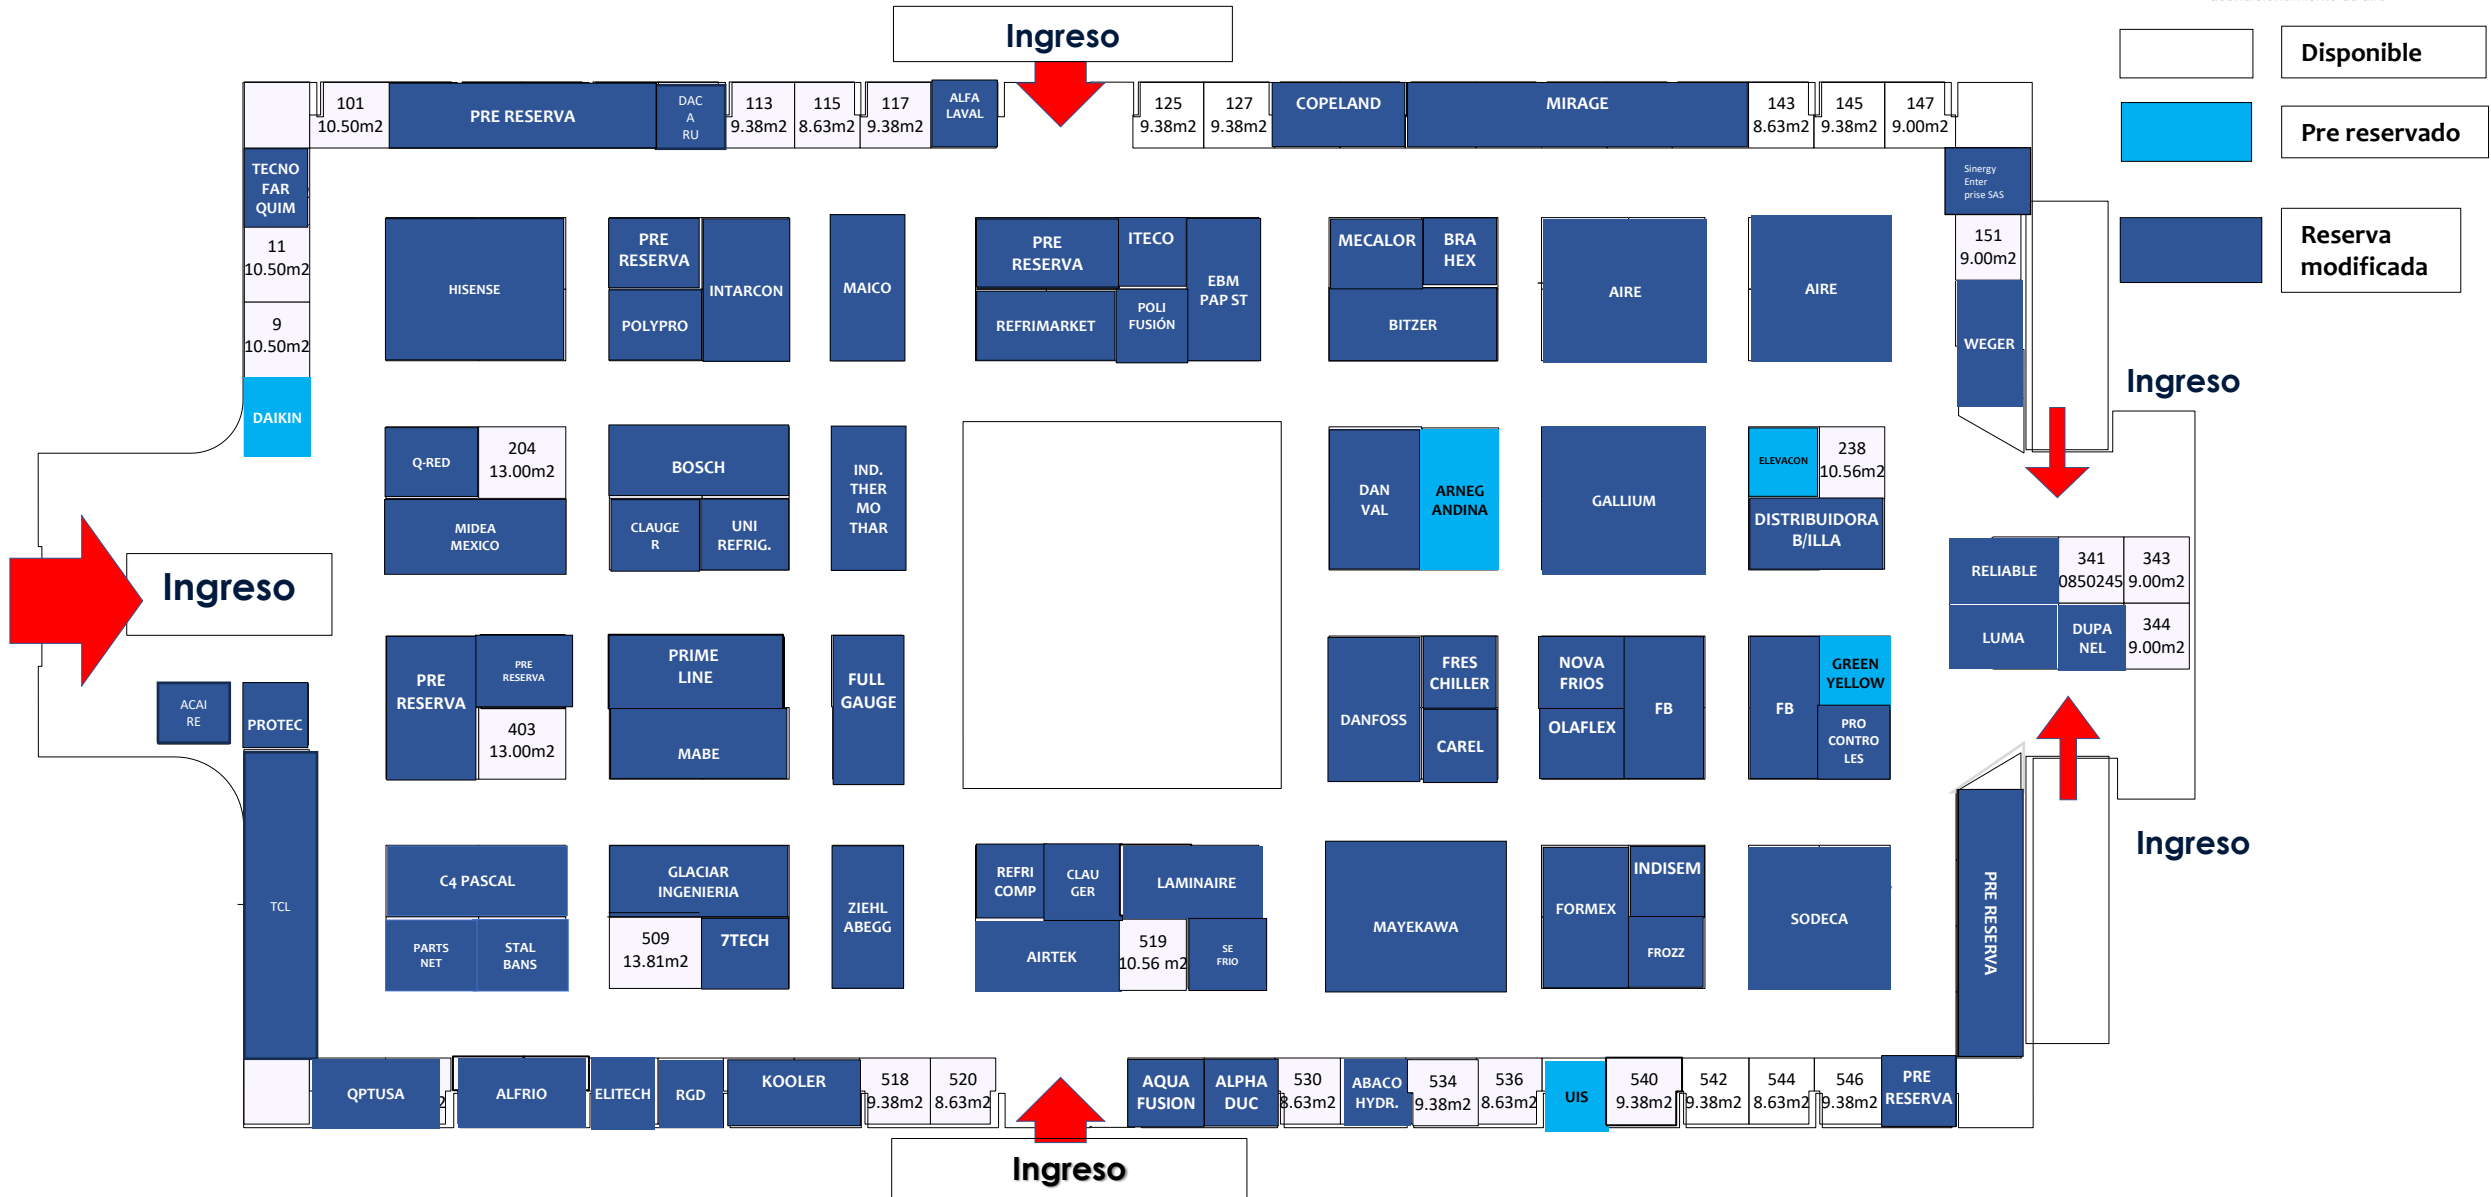 Ingreso
Disponible
Pre reservado
Reserva
modificada
101
10.50m2
PRE RESERVA
DAC
A
RU
113
9.38m2
115
8.63m2
117
9.38m2
ALFA
LAVAL
125
9.38m2
127
9.38m2
COPELAND
MIRAGE
143
8.63m2
145
9.38m2
147
9.00m2
TECNO
FAR
QUIM
Sinergy
Enter
prise SAS
11
10.50m2
9
10.50m2
DAIKIN
HISENSE
PRE
RESERVA
POLYPRO
INTARCON
MAICO
PRE
RESERVA
ITECO
REFRIMARKET
POLI
FUSIÓN
EBM
PAP ST
MECALOR
BRA
HEX
BITZER
AIRE
AIRE
151
9.00m2
WEGER
Ingreso
Q-RED
204
13.00m2
MIDEA
MEXICO
BOSCH
CLAUGE
R
UNI
REFRIG.
IND.
THER
MO
THAR
DAN
VAL
ARNEG
ANDINA
GALLIUM
ELEVACON
238
10.56m2
DISTRIBUIDORA
B/ILLA
Ingreso
RELIABLE
341
0850245
343
9.00m2
LUMA
DUPA
NEL
344
9.00m2
ACAI
RE
PROTEC
PRE
RESERVA
PRE
RESERVA
403
13.00m2
PRIME
LINE
MABE
FULL
GAUGE
DANFOSS
FRES
CHILLER
CAREL
NOVA
FRIOS
OLAFLEX
FB
FB
GREEN
YELLOW
PRO
CONTRO
LES
Ingreso
TCL
C4 PASCAL
PARTS
NET
STAL
BANS
GLACIAR
INGENIERIA
509
13.81m2
7TECH
ZIEHL
ABEGG
REFRI
COMP
CLAU
GER
LAMINAIRE
AIRTEK
519
10.56 m2
SE
FRIO
MAYEKAWA
FORMEX
INDISEM
FROZZ
SODECA
PRE RESERVA
QPTUSA
2
ALFRIO
ELITECH
RGD
KOOLER
518
9.38m2
520
8.63m2
AQUA
FUSION
ALPHA
DUC
530
8.63m2
ABACO
HYDR.
534
9.38m2
536
8.63m2
UIS
540
9.38m2
542
9.38m2
544
8.63m2
546
9.38m2
PRE
RESERVA
Ingreso